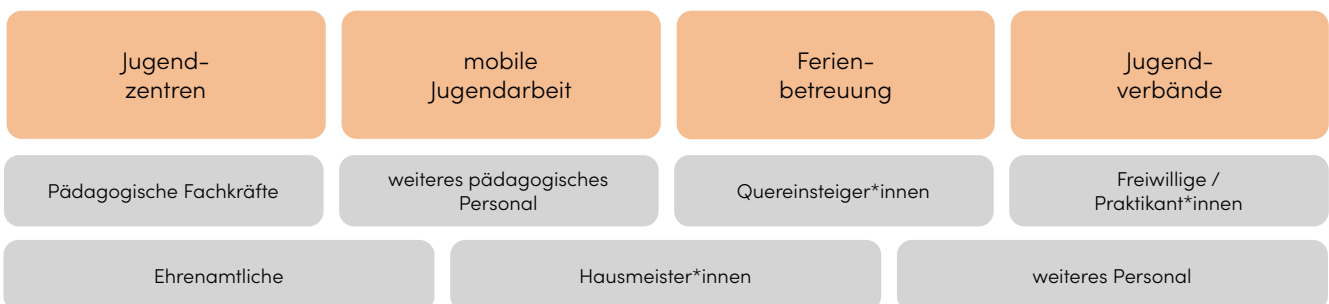 Jugend-
zentren
mobile
Jugendarbeit
Ferien-
betreuung
Jugend-
verbände
Pädagogische Fachkräfte
weiteres pädagogisches
Personal
Quereinsteiger*innen
Freiwillige /
Praktikant*innen
Ehrenamtliche
Hausmeister*innen
weiteres Personal